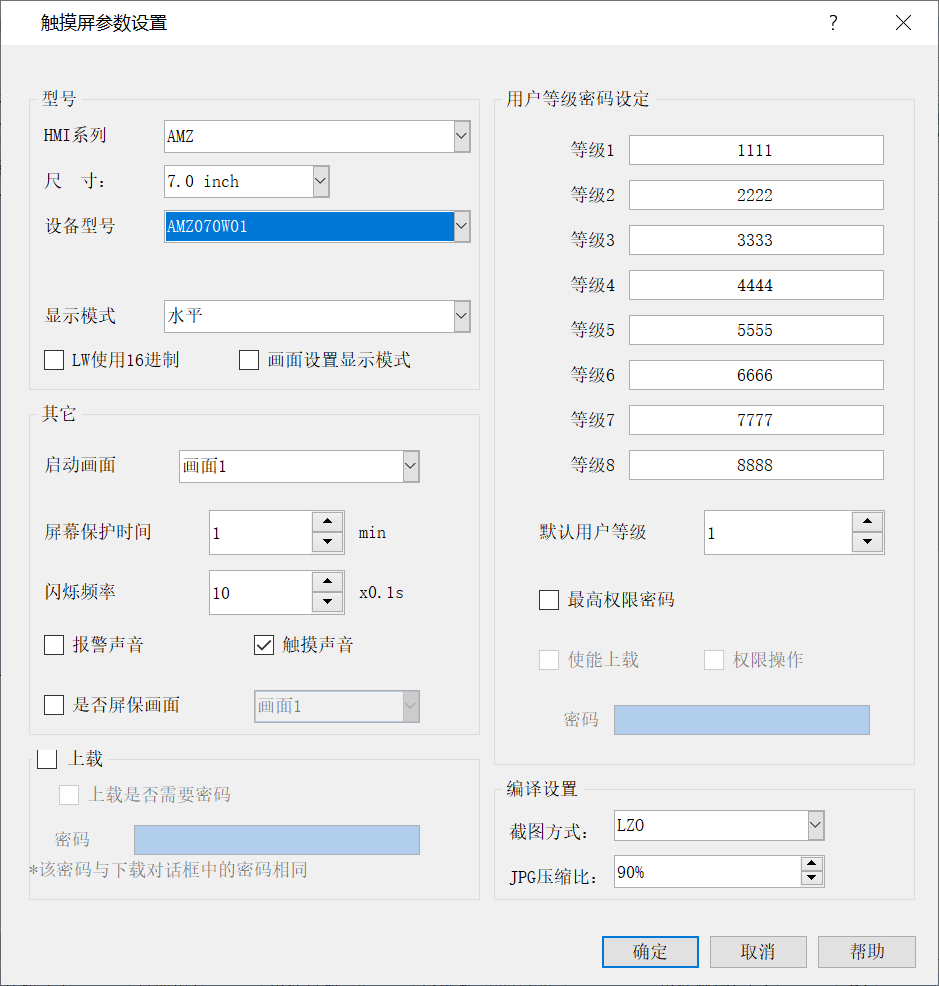 触摸屏参数设置
型号
HMI系列 AMZ
尺 寸： 7.0 inch
设备型号 AMZ070W01
显示模式 水平
LW使用16进制 画面设置显示模式
其它
启动画面 画面1
屏幕保护时间 1 min
闪烁频率 10 x0.1s
报警声音 触摸声音
是否屏保画面 画面1
上载
上载是否需要密码
密码
*该密码与下载对话框中的密码相同
用户等级密码设定
等级1 1111
等级2 2222
等级3 3333
等级4 4444
等级5 5555
等级6 6666
等级7 7777
等级8 8888
默认用户等级 1
最高权限密码
使能上载 权限操作
密码
编译设置
截图方式： LZO
JPG压缩比： 90%
确定 取消 帮助